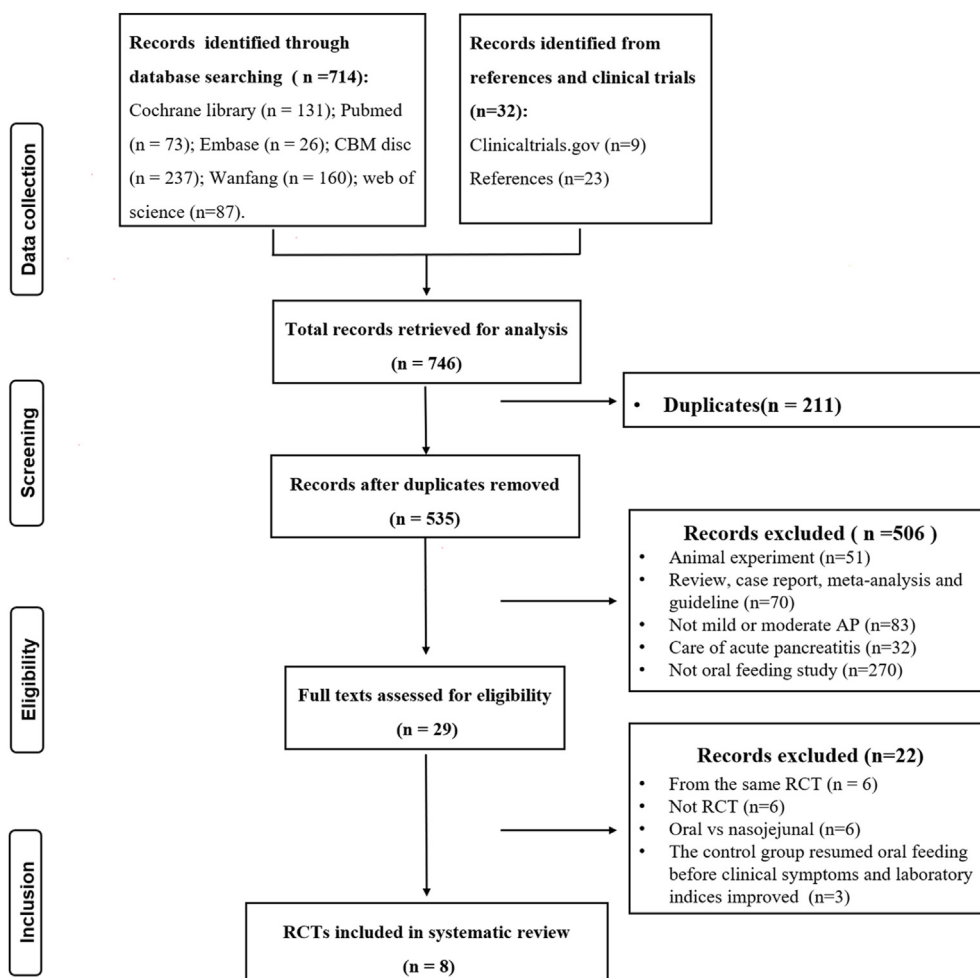 Records identified through
database searching ( n =714):
Cochrane library (n = 131); Pubmed
(n = 73); Embase (n = 26); CBM disc
(n = 237); Wanfang (n = 160); web of
science (n=87).
Records identified from
references and clinical trials
(n=32):
Clinicaltrials.gov (n=9)
References (n=23)
Data collection
Total records retrieved for analysis
(n = 746)
Screening
• Duplicates(n = 211)
Records after duplicates removed
(n = 535)
Records excluded ( n =506 )
• Animal experiment (n=51)
• Review, case report, meta-analysis and
guideline (n=70)
• Not mild or moderate AP (n=83)
• Care of acute pancreatitis (n=32)
• Not oral feeding study (n=270)
Eligibility
Full texts assessed for eligibility
(n = 29)
Records excluded (n=22)
• From the same RCT (n = 6)
• Not RCT (n=6)
• Oral vs nasojejunal (n=6)
• The control group resumed oral feeding
before clinical symptoms and laboratory
indices improved (n=3)
Inclusion
RCTs included in systematic review
(n = 8)